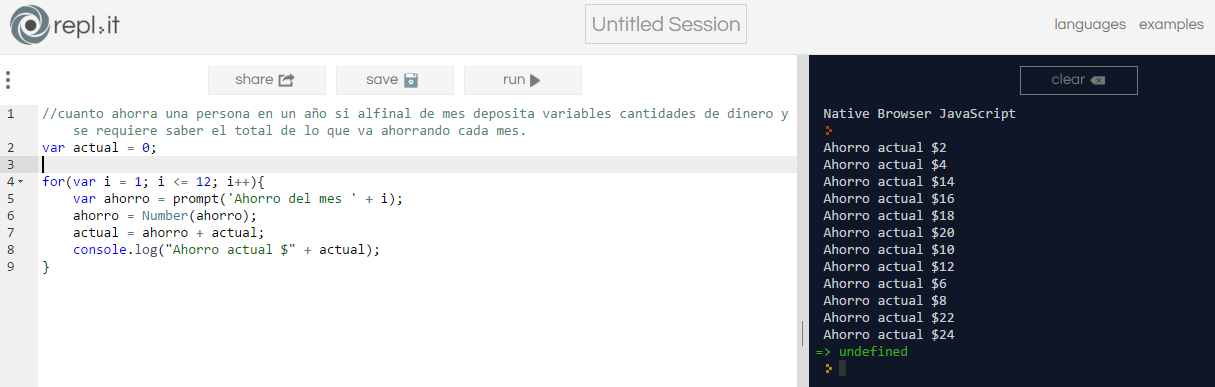 repl.it
Untitled Session
languages examples
share
save
run
clear
1 //cuanto ahorra una persona en un año si alfinal de mes deposita variables cantidades de dinero y
se requiere saber el total de lo que va ahorrando cada mes.
2 var actual = 0;
3
4 for(var i = 1; i <= 12; i++){
5 var ahorro = prompt('Ahorro del mes ' + i);
6 ahorro = Number(ahorro);
7 actual = ahorro + actual;
8 console.log("Ahorro actual $" + actual);
9 }
Native Browser JavaScript
Ahorro actual $2
Ahorro actual $4
Ahorro actual $14
Ahorro actual $16
Ahorro actual $18
Ahorro actual $20
Ahorro actual $10
Ahorro actual $12
Ahorro actual $6
Ahorro actual $8
Ahorro actual $22
Ahorro actual $24
=> undefined